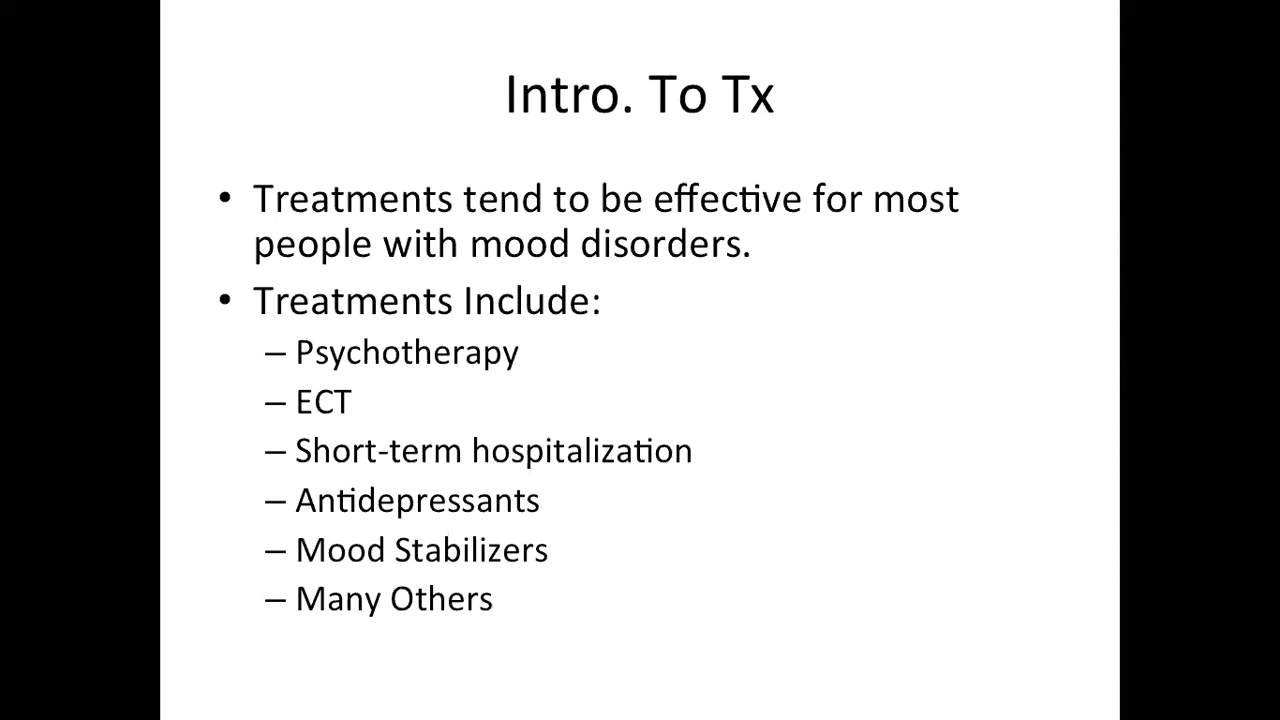 Intro. To Tx
• Treatments tend to be effective for most
people with mood disorders.
• Treatments Include:
– Psychotherapy
– ECT
– Short-term hospitalization
– Antidepressants
– Mood Stabilizers
– Many Others